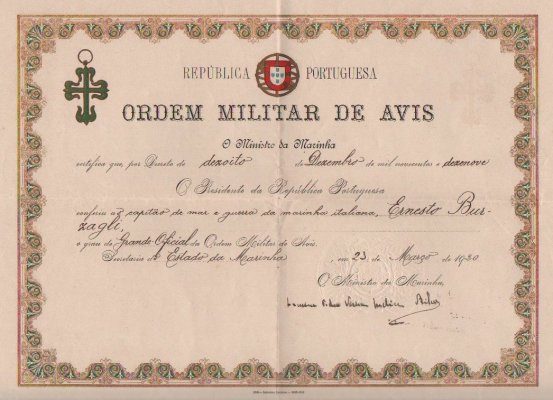 REPÚBLICA PORTUGUESA
ORDEM MILITAR DE AVIS
O Ministro da Marinha
certifica que, por Decreto de dezoito de Dezembro de mil novecentos e dezenove
O Presidente da República Portuguesa
conferiu ao capitão de mar e guerra da marinha italiana, Ernesto Bur-
zagli,
o grau de Grande Oficial da Ordem Militar de Avis.
Secretaria de Estado da Marinha, em 23 de Março de 1920
O Ministro da Marinha,